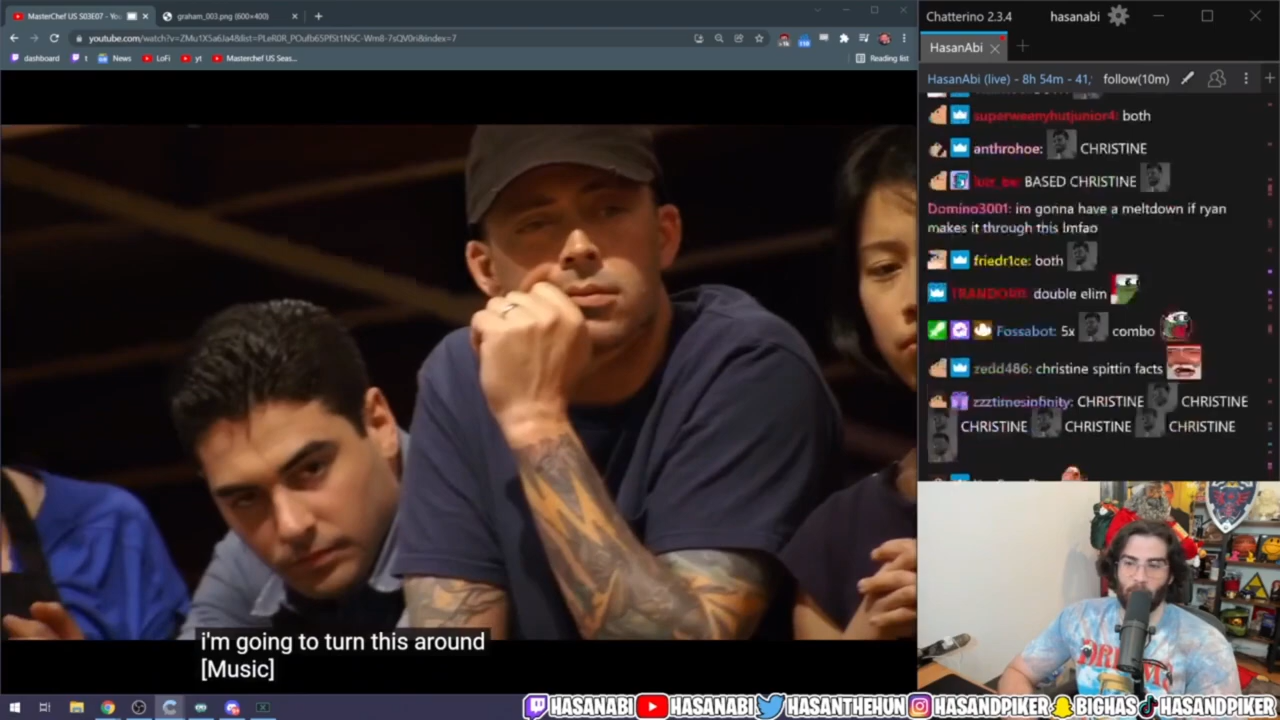 MasterChef US S03E07 - You
graham_003.png (600×400)
youtube.com/watch?v=ZMu1X5a6Ja4&list=PLeR0R_POufb65PfSt1N5C-Wm8-7sQV0ri&index=7
dashboard
t
News
LoFi
yt
Masterchef US Seas...
Reading list
i'm going to turn this around
[Music]
Chatterino 2.3.4
hasanabi
HasanAbi
HasanAbi (live) - 8h 54m - 41,
follow(10m)
superweenyhutjunior4: both
anthrohoe: CHRISTINE
BASED CHRISTINE
Domino3001: im gonna have a meltdown if ryan
makes it through this lmfao
friedr1ce: both
double elim
Fossabot: 5x combo
zedd486: christine spittin facts
zzztimesinfinity: CHRISTINE CHRISTINE
CHRISTINE CHRISTINE CHRISTINE
HASANABI HASANABI HASANTHEHUN HASANDPIKER BIGHAS HASANDPIKER